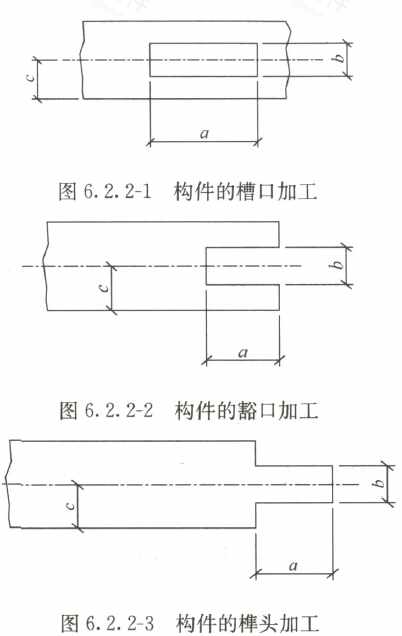 c
b
a
图 6.2.2-1 构件的槽口加工
c
b
a
图 6.2.2-2 构件的豁口加工
c
b
a
图 6.2.2-3 构件的榫头加工